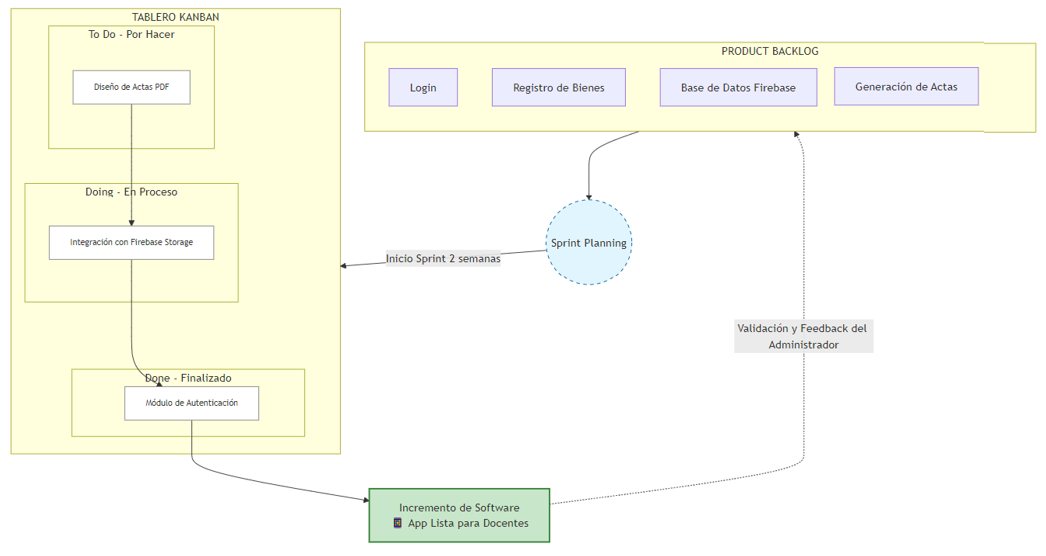 TABLERO KANBAN
To Do - Por Hacer
Diseño de Actas PDF
Doing - En Proceso
Integración con Firebase Storage
Done - Finalizado
Módulo de Autenticación
PRODUCT BACKLOG
Login
Registro de Bienes
Base de Datos Firebase
Generación de Actas
Sprint Planning
Inicio Sprint 2 semanas
Validación y Feedback del
Administrador
Incremento de Software
App Lista para Docentes